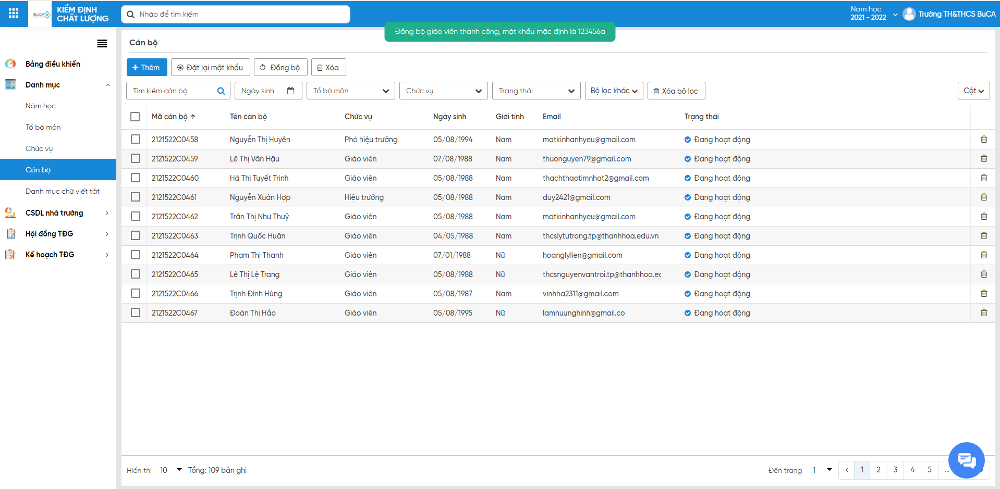 BUCA
KIỂM ĐỊNH
CHẤT LƯỢNG
Nhập để tìm kiếm
Năm học
2021 - 2022
Trường TH&THCS BuCA
Đồng bộ giáo viên thành công, mật khẩu mặc định là 123456a
Bảng điều khiển
Danh mục
Năm học
Tổ bộ môn
Chức vụ
Cán bộ
Danh mục chữ viết tắt
CSDL nhà trường
Hội đồng TĐG
Kế hoạch TĐG
Cán bộ
Thêm Đặt lại mật khẩu Đồng bộ Xóa
Tìm kiếm cán bộ Ngày sinh Tổ bộ môn Chức vụ Trạng thái Bộ lọc khác Xóa bộ lọc Cột
Mã cán bộ Tên cán bộ Chức vụ Ngày sinh Giới tính Email Trạng thái
2121522C0458 Nguyễn Thị Huyền Phó hiệu trưởng 05/08/1994 Nam matkinhanhyeu@gmail.com Đang hoạt động
2121522C0459 Lê Thị Vân Hậu Giáo viên 07/08/1988 Nam thuonguyen79@gmail.com Đang hoạt động
2121522C0460 Hà Thị Tuyết Trinh Giáo viên 05/08/1988 Nam thachthaotimnhat2@gmail.com Đang hoạt động
2121522C0461 Nguyễn Xuân Hợp Hiệu trưởng 05/08/1988 Nam duy2421@gmail.com Đang hoạt động
2121522C0462 Trần Thị Như Thuỷ Giáo viên 05/08/1988 Nam matkinhanhyeu@gmail.com Đang hoạt động
2121522C0463 Trịnh Quốc Huân Giáo viên 04/05/1988 Nam thcslytutrong.tp@thanhhoa.edu.vn Đang hoạt động
2121522C0464 Phạm Thị Thanh Giáo viên 07/01/1988 Nữ hoanglylien@gmail.com Đang hoạt động
2121522C0465 Lê Thị Lệ Trang Giáo viên 05/08/1988 Nữ thcsnguyenvantroi.tp@thanhhoa.ec Đang hoạt động
2121522C0466 Trịnh Đình Hùng Giáo viên 05/08/1987 Nam vinhha2311@gmail.com Đang hoạt động
2121522C0467 Đoàn Thị Hảo Giáo viên 05/08/1995 Nữ lamhuunghinh@gmail.co Đang hoạt động
Hiển thị 10 Tổng: 109 bản ghi
Đến trang 1 1 2 3 4 5 ...